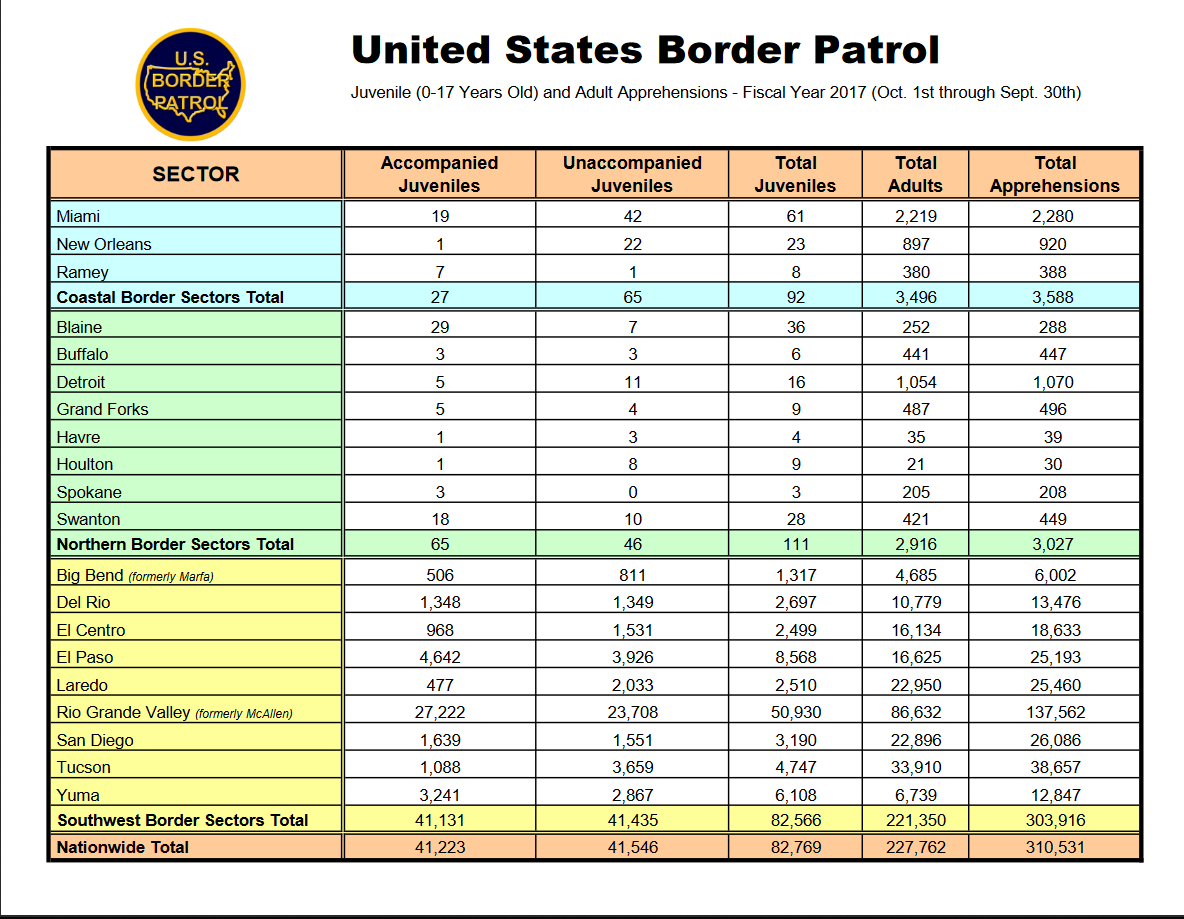 U.S.
BORDER
PATROL
United States Border Patrol
Juvenile (0-17 Years Old) and Adult Apprehensions - Fiscal Year 2017 (Oct. 1st through Sept. 30th)
SECTOR Accompanied Juveniles Unaccompanied Juveniles Total Juveniles Total Adults Total Apprehensions
Miami 19 42 61 2,219 2,280
New Orleans 1 22 23 897 920
Ramey 7 1 8 380 388
Coastal Border Sectors Total 27 65 92 3,496 3,588
Blaine 29 7 36 252 288
Buffalo 3 3 6 441 447
Detroit 5 11 16 1,054 1,070
Grand Forks 5 4 9 487 496
Havre 1 3 4 35 39
Houlton 1 8 9 21 30
Spokane 3 0 3 205 208
Swanton 18 10 28 421 449
Northern Border Sectors Total 65 46 111 2,916 3,027
Big Bend (formerly Marfa) 506 811 1,317 4,685 6,002
Del Rio 1,348 1,349 2,697 10,779 13,476
El Centro 968 1,531 2,499 16,134 18,633
El Paso 4,642 3,926 8,568 16,625 25,193
Laredo 477 2,033 2,510 22,950 25,460
Rio Grande Valley (formerly McAllen) 27,222 23,708 50,930 86,632 137,562
San Diego 1,639 1,551 3,190 22,896 26,086
Tucson 1,088 3,659 4,747 33,910 38,657
Yuma 3,241 2,867 6,108 6,739 12,847
Southwest Border Sectors Total 41,131 41,435 82,566 221,350 303,916
Nationwide Total 41,223 41,546 82,769 227,762 310,531